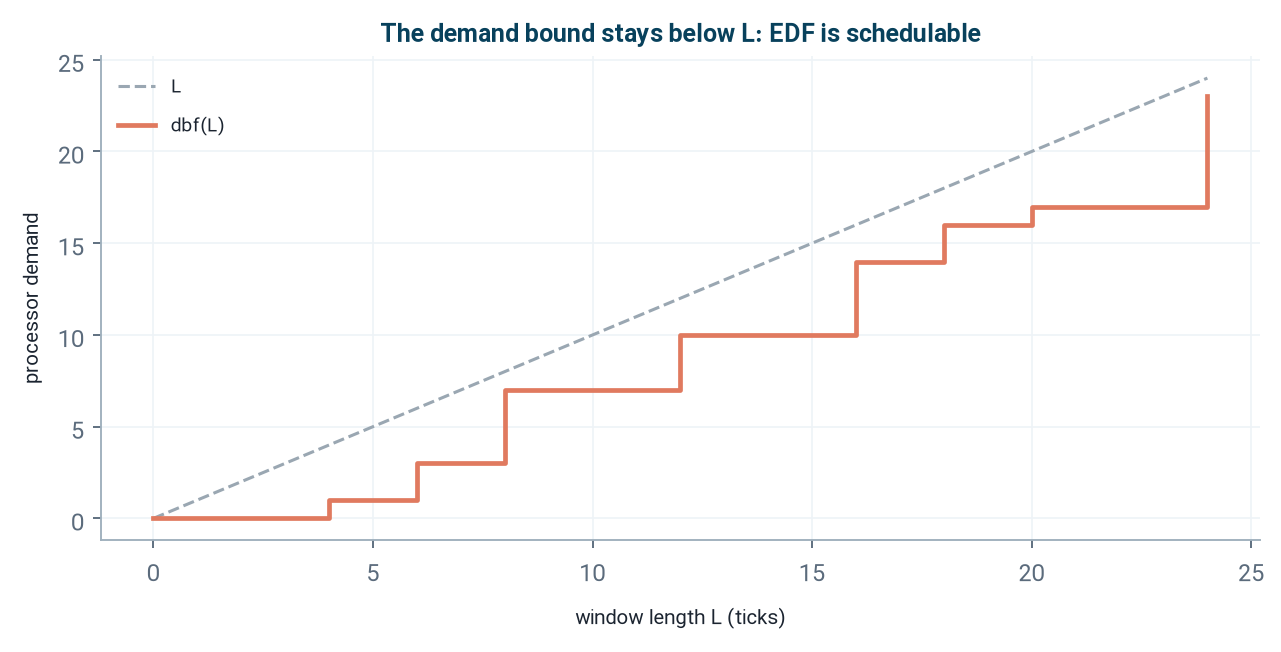 The demand bound stays below L: EDF is schedulable
L
dbf(L)
processor demand
25
20
15
10
5
0
0 5 10 15 20 25
window length L (ticks)